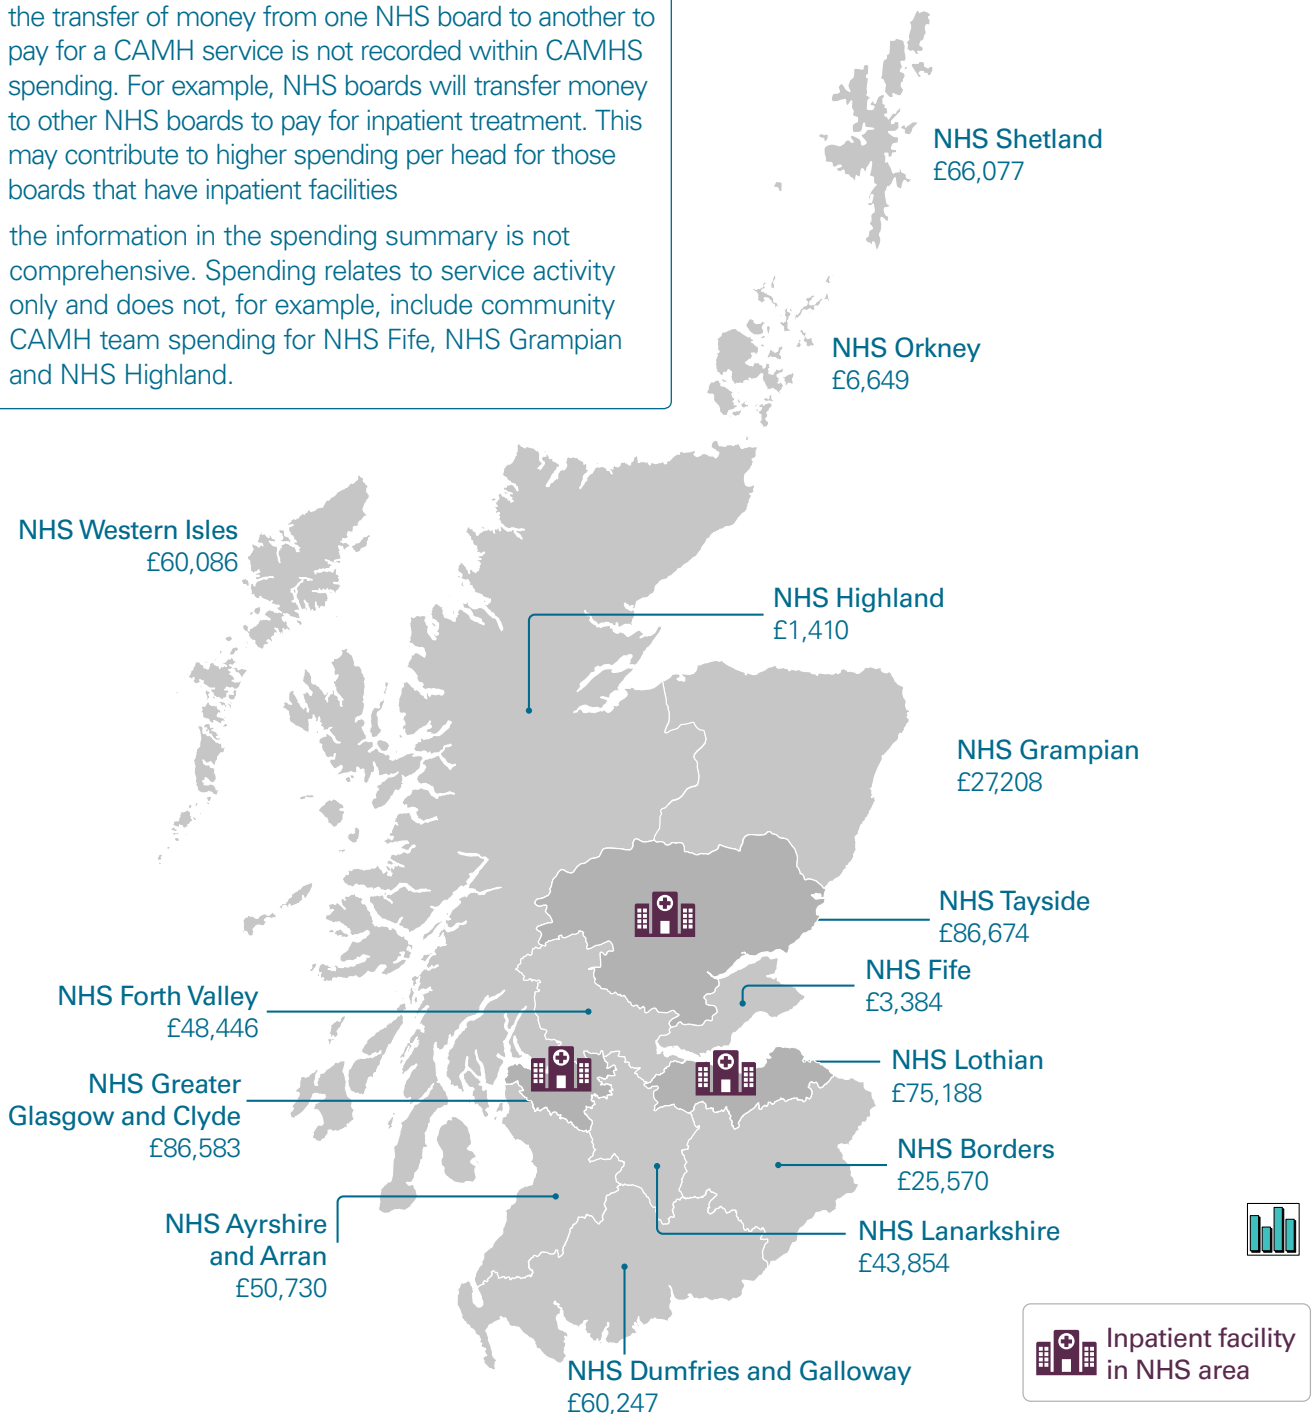 the transfer of money from one NHS board to another to
pay for a CAMH service is not recorded within CAMHS
spending. For example, NHS boards will transfer money
to other NHS boards to pay for inpatient treatment. This
may contribute to higher spending per head for those
boards that have inpatient facilities
the information in the spending summary is not
comprehensive. Spending relates to service activity
only and does not, for example, include community
CAMH team spending for NHS Fife, NHS Grampian
and NHS Highland.
NHS Shetland
£66,077
NHS Orkney
£6,649
NHS Western Isles
£60,086
NHS Highland
£1,410
NHS Grampian
£27,208
NHS Tayside
£86,674
NHS Fife
£3,384
NHS Forth Valley
£48,446
NHS Lothian
£75,188
NHS Greater
Glasgow and Clyde
£86,583
NHS Borders
£25,570
NHS Ayrshire
and Arran
£50,730
NHS Lanarkshire
£43,854
NHS Dumfries and Galloway
£60,247
Inpatient facility
in NHS area